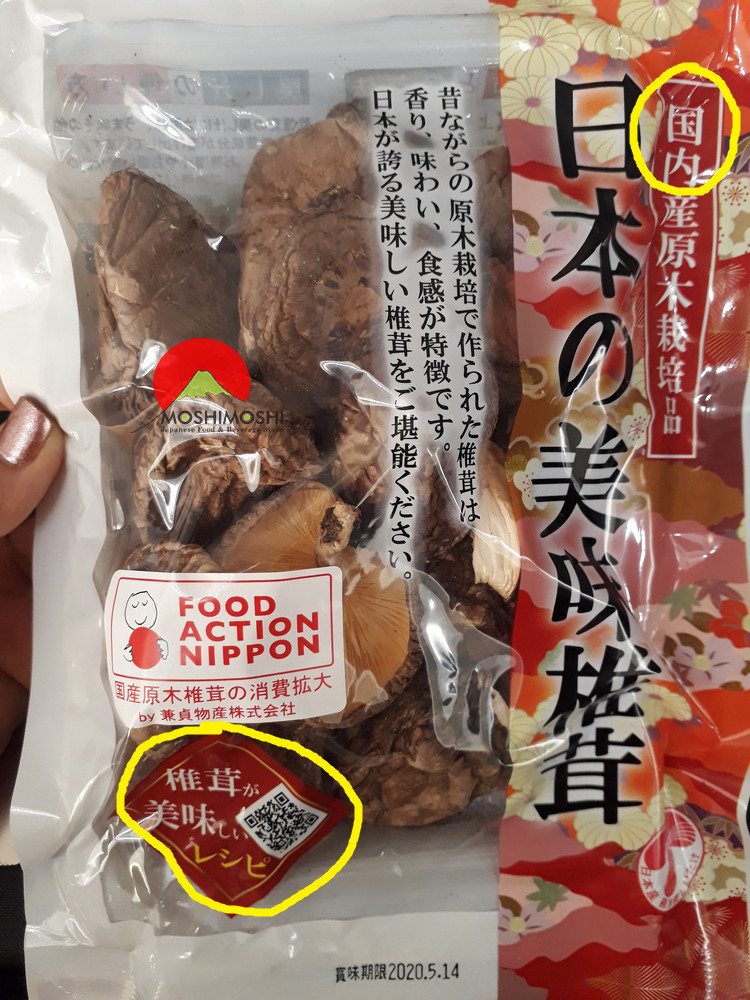 国内産原木栽培品
日本の美味椎茸
昔ながらの原木栽培で作られた椎茸は
香り、味わい、食感が特徴です。
日本が誇る美味しい椎茸をご堪能ください。
MOSHIMOSHI
Japanese Food & Beverage Store
FOOD
ACTION
NIPPON
国産原木椎茸の消費拡大
by 兼貞物産株式会社
椎茸が
美味しい
レシピ
賞味期限2020.5.14